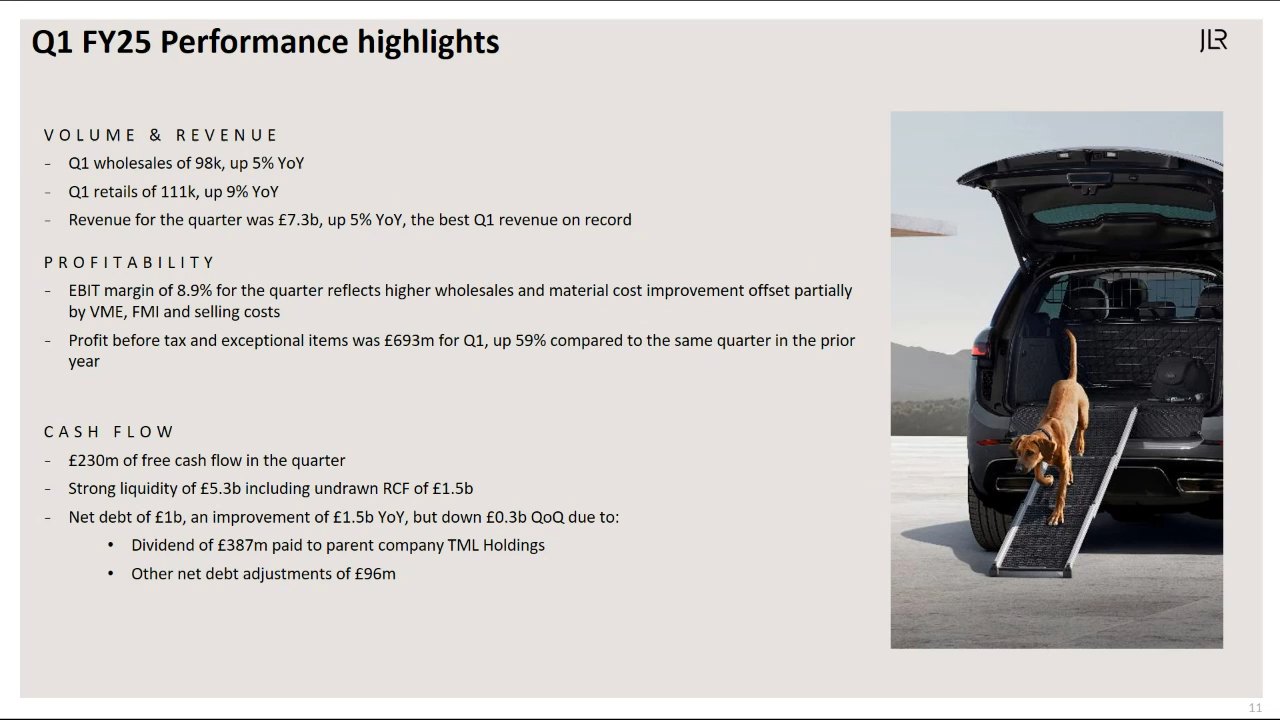 Q1 FY25 Performance highlights
JLR
VOLUME & REVENUE
- Q1 wholesales of 98k, up 5% YoY
- Q1 retails of 111k, up 9% YoY
- Revenue for the quarter was £7.3b, up 5% YoY, the best Q1 revenue on record
PROFITABILITY
- EBIT margin of 8.9% for the quarter reflects higher wholesales and material cost improvement offset partially
by VME, FMI and selling costs
- Profit before tax and exceptional items was £693m for Q1, up 59% compared to the same quarter in the prior
year
CASH FLOW
- £230m of free cash flow in the quarter
- Strong liquidity of £5.3b including undrawn RCF of £1.5b
- Net debt of £1b, an improvement of £1.5b YoY, but down £0.3b QoQ due to:
• Dividend of £387m paid to parent company TML Holdings
• Other net debt adjustments of £96m
11